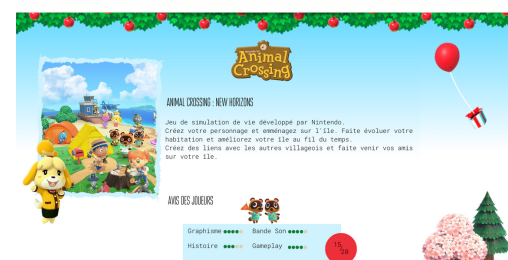 Animal
Crossing
ANIMAL CROSSING : NEW HORIZONS
Jeu de simulation de vie développé par Nintendo.
Créez votre personnage et emménagez sur l'île. Faite évoluer votre
habitation et améliorez votre île au fil du temps.
Créez des liens avec les autres villageois et faite venir vos amis
sur votre île.
AVIS DES JOUEURS
Graphisme Bande Son
Histoire Gameplay
15/20